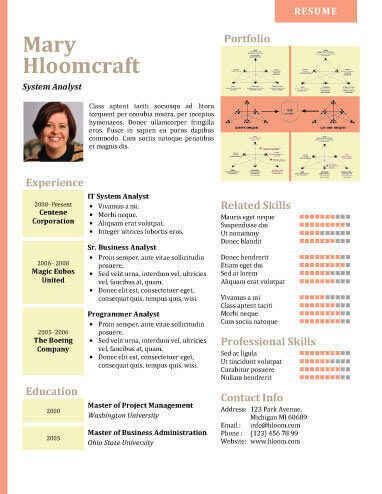 RESUME
Mary
Hloomcraft
System Analyst
Class aptent taciti sociosqu ad litora
torquent per conubia nostra, per inceptos
hymenaeos. Donec ullamcorper fringilla
eros. Fusce in sapien eu purus dapibus
commodo. Cum sociis natoque penatibus
et magnis dis.
Experience
2008-Present
Centene
Corporation
IT System Analyst
• Vivamus a mi.
• Morbi neque.
• Aliquam erat volutpat.
• Integer ultrices lobortis eros.
2006-2008
Magic Eubos
United
Sr. Business Analyst
• Proin semper, ante vitae sollicitudin
posuere.
• Sed velit urna, interdum vel, ultricies
vel, faucibus at, quam.
• Donec elit est, consectetuer eget,
consequat quis, tempus quis, wisi.
2005-2006
The Boeing
Company
Programmer Analyst
• Proin semper, ante vitae sollicitudin
posuere.
• Sed velit urna, interdum vel, ultricies
vel, faucibus at, quam.
• Donec elit est, consectetuer eget,
consequat quis, tempus quis, wisi.
Education
2000
Master of Project Management
Washington University
2005
Master of Business Administration
Ohio State-University
Portfolio
Related Skills
Mauris eget neque
Suspendisse dui
Ut nonummy
Donec blandit
Donec hendrerit
Etiam eget dui
Sed at lorem
Aliquam erat volutpat
Vivamus a mi
Class aptent taciti
Morbi neque
Cum sociis natoque
Professional Skills
Sed at ligula
Ut tincidunt volutpat
Curabitur posuere
Nullam hendrerit
Contact Info
Address: 123 Park Avenue,
Michigan MI 60689
Email: info@hloom.com
Phone: [123] 456 78 99
Website: www.hloom.com